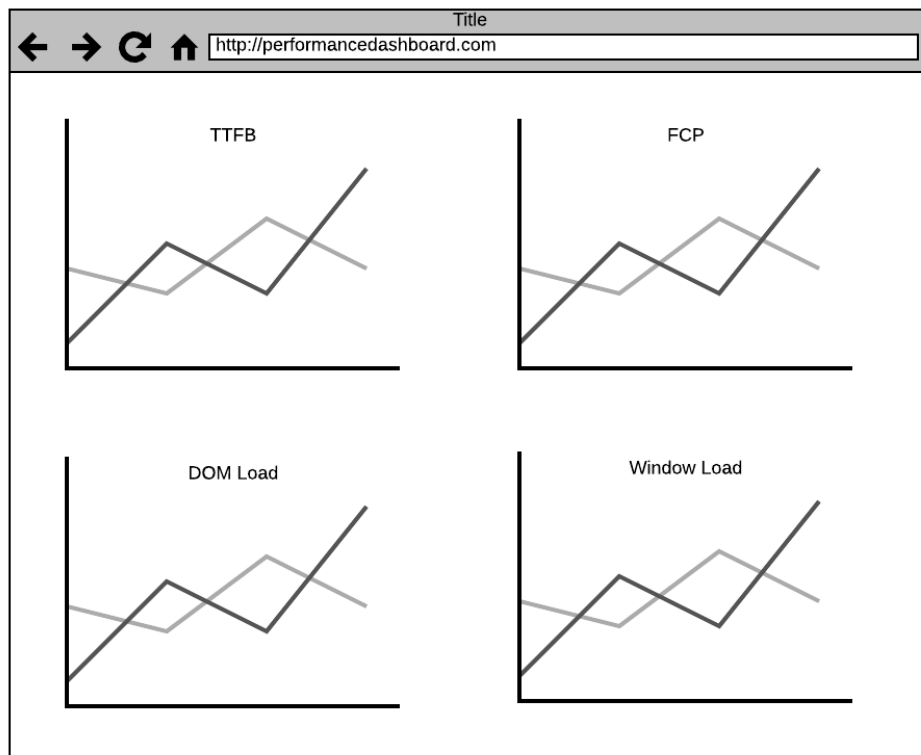 Title
http://performancedashboard.com
TTFB
FCP
DOM Load
Window Load